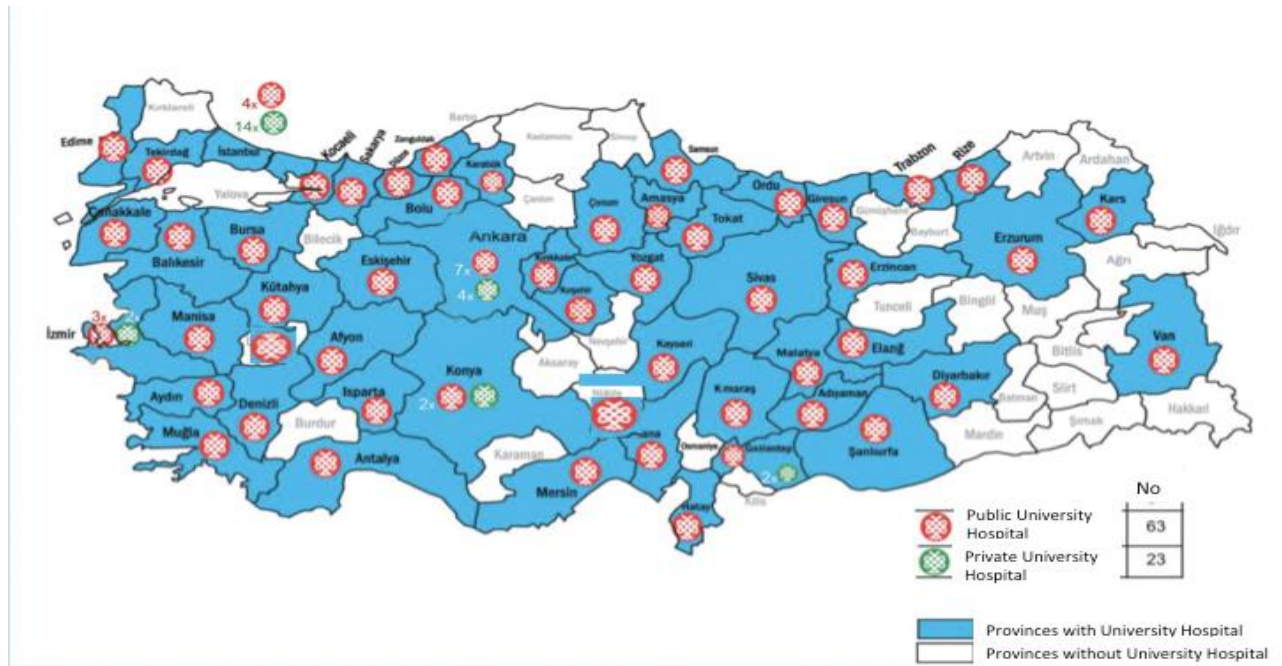 Kırklareli
4x
14x
Edirne
Tekirdağ
İstanbul
Kocaeli
Sakarya
Düzce
Zonguldak
Bartın
Karabük
Kastamonu
Sinop
Samsun
Trabzon
Rize
Artvin
Ardahan
Yalova
Bolu
Çankırı
Çorum
Amasya
Ordu
Giresun
Tokat
Gümüşhane
Bayburt
Kars
Iğdır
Çanakkale
Balıkesir
Bursa
Bilecik
Eskişehir
Ankara
7x
4x
Kırıkkale
Kırşehir
Yozgat
Sivas
Erzincan
Erzurum
Ağrı
Kütahya
Tunceli
Bingöl
Muş
İzmir
3x
2x
Manisa
Afyon
Konya
2x
Aksaray
Nevşehir
Kayseri
Malatya
Elazığ
Diyarbakır
Bitlis
Van
Aydın
Denizli
Isparta
Niğde
K.maraş
Adıyaman
Batman
Siirt
Şırnak
Hakkari
Muğla
Burdur
Antalya
Karaman
Mersin
ana
Osmaniye
Gaziantep
2x
Şanlıurfa
Mardin
Kilis
Hatay
No
Public University
Hospital
63
Private University
Hospital
23
Provinces with University Hospital
Provinces without University Hospital